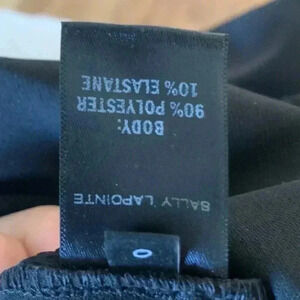 0
SALLY LAPOINTE
BODY:
90% POLYESTER
10% ELASTANE